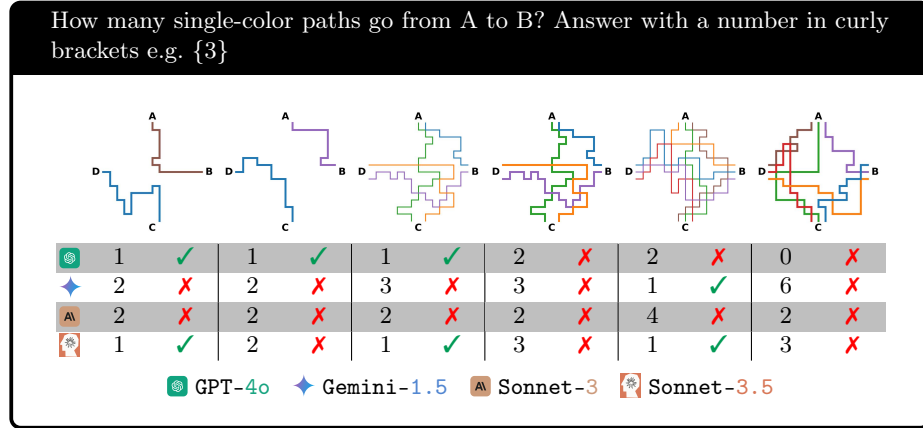 How many single-color paths go from A to B? Answer with a number in curly
brackets e.g. {3}
A A A A A A
D B D B D B D B D B D B
C C C C C C
1 ✓ 1 ✓ 1 ✓ 2 ✗ 2 ✗ 0 ✗
2 ✗ 2 ✗ 3 ✗ 3 ✗ 1 ✓ 6 ✗
2 ✗ 2 ✗ 2 ✗ 2 ✗ 4 ✗ 2 ✗
1 ✓ 2 ✗ 1 ✓ 3 ✗ 1 ✓ 3 ✗
GPT-4o Gemini-1.5 Sonnet-3 Sonnet-3.5